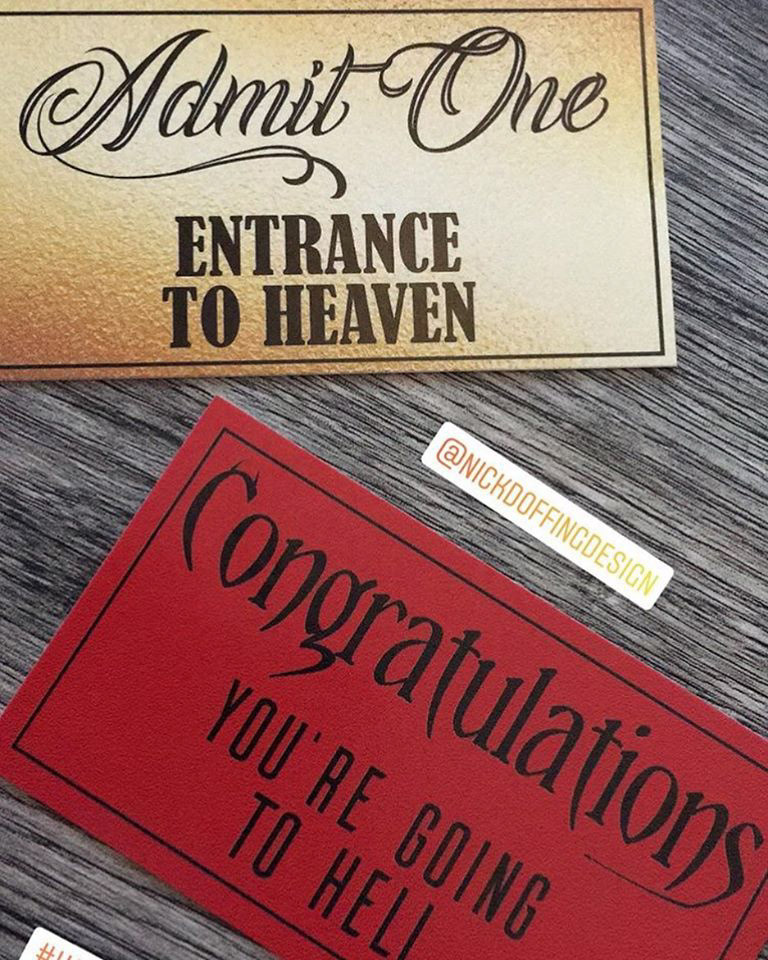 Admit One
ENTRANCE
TO HEAVEN
@NICKDOFFINGDESIGN
Congratulations
YOU'RE GOING
TO HELL